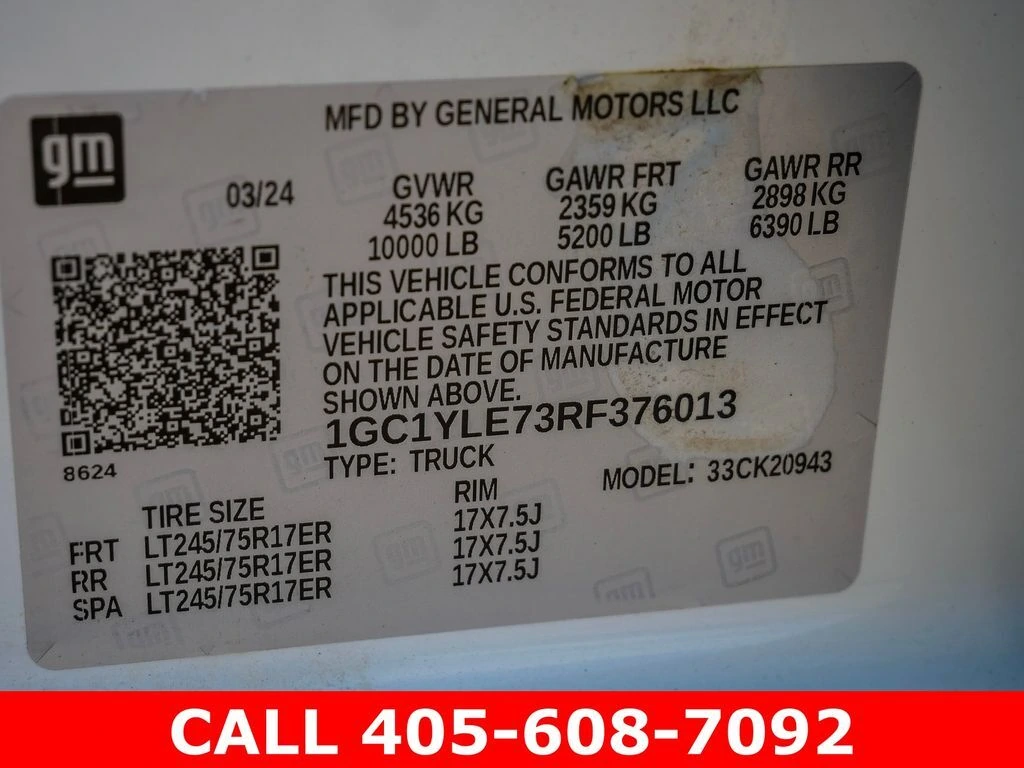 gm
MFD BY GENERAL MOTORS LLC
03/24
GVWR GAWR FRT GAWR RR
4536 KG 2359 KG 2898 KG
10000 LB 5200 LB 6390 LB
THIS VEHICLE CONFORMS TO ALL
APPLICABLE U.S. FEDERAL MOTOR
VEHICLE SAFETY STANDARDS IN EFFECT
ON THE DATE OF MANUFACTURE
SHOWN ABOVE.
1GC1YLE73RF376013
8624
TYPE: TRUCK MODEL: 33CK20943
TIRE SIZE RIM
FRT LT245/75R17ER 17X7.5J
RR LT245/75R17ER 17X7.5J
SPA LT245/75R17ER 17X7.5J
CALL 405-608-7092